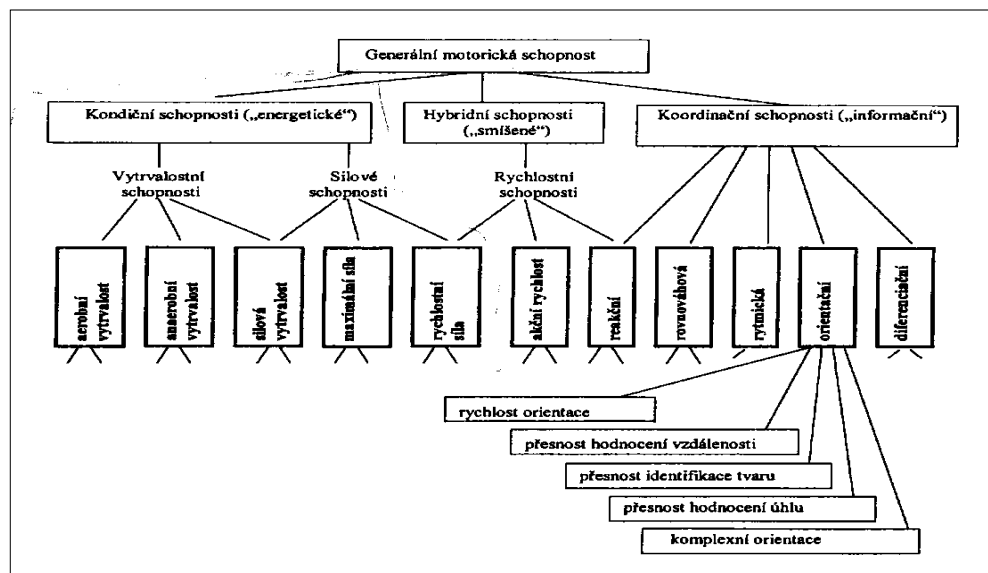 Generální motorická schopnost
Kondiční schopnosti („energetické“)
Hybridní schopnosti
(„smíšené“)
Koordinační schopnosti („informační“)
Vytrvalostní
schopnosti
Silové
schopnosti
Rychlostní
schopnosti
aerobní
vytrvalost
anaerobní
vytrvalost
silová
vytrvalost
maximální síla
rychlostní
síla
akční rychlost
reakční
rovnováhová
rytmická
orientační
diferenciační
rychlost orientace
přesnost hodnocení vzdálenosti
přesnost identifikace tvaru
přesnost hodnocení úhlu
komplexní orientace